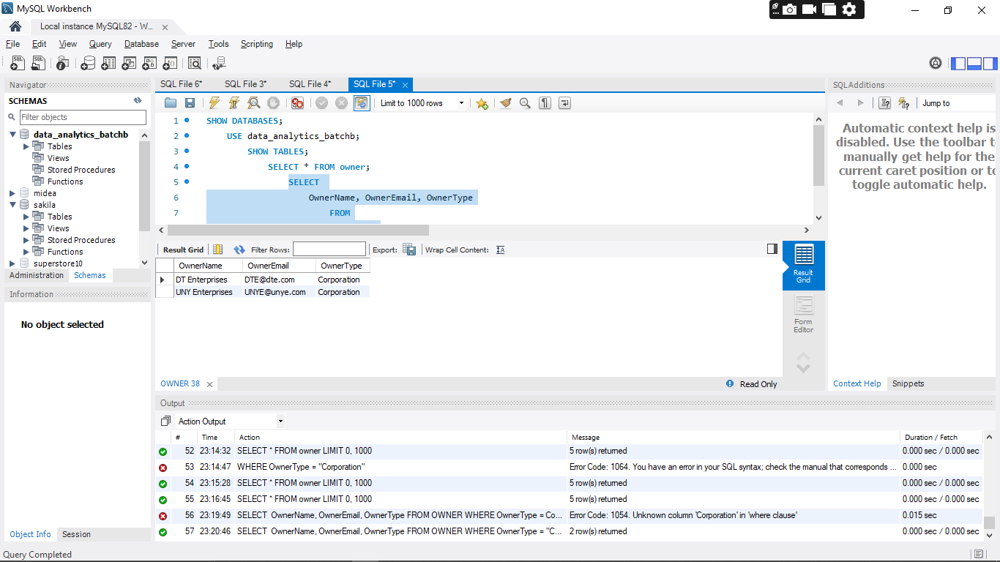 MySQL Workbench
Local instance MySQL82 - W...
File Edit View Query Database Server Tools Scripting Help
Navigator
SCHEMAS
Filter objects
data_analytics_batchb
Tables
Views
Stored Procedures
Functions
midea
sakila
Tables
Views
Stored Procedures
Functions
superstore10
Administration Schemas
Information
No object selected
Object Info Session
Query Completed
SQL File 6* SQL File 3* SQL File 4* SQL File 5*
Limit to 1000 rows
1 SHOW DATABASES;
2 USE data_analytics_batchb;
3 SHOW TABLES;
4 SELECT * FROM owner;
5 SELECT
6 OwnerName, OwnerEmail, OwnerType
7 FROM
Result Grid Filter Rows: Export: Wrap Cell Content:
OwnerName OwnerEmail OwnerType
DT Enterprises DTE@dte.com Corporation
UNY Enterprises UNYE@unye.com Corporation
Result
Grid
Form
Editor
OWNER 38 Read Only
SQLAdditions
Jump to
Automatic context help is
disabled. Use the toolbar t
manually get help for the
current caret position or to
toggle automatic help.
Context Help Snippets
Output
Action Output
# Time Action Message Duration / Fetch
52 23:14:32 SELECT * FROM owner LIMIT 0, 1000 5 row(s) returned 0.000 sec / 0.000 sec
53 23:14:47 WHERE OwnerType = "Corporation" Error Code: 1064. You have an error in your SQL syntax; check the manual that corresponds ... 0.000 sec
54 23:15:28 SELECT * FROM owner LIMIT 0, 1000 5 row(s) returned 0.000 sec / 0.000 sec
55 23:16:45 SELECT * FROM owner LIMIT 0, 1000 5 row(s) returned 0.000 sec / 0.000 sec
56 23:19:49 SELECT OwnerName, OwnerEmail, OwnerType FROM OWNER WHERE OwnerType = Co... Error Code: 1054. Unknown column 'Corporation' in 'where clause' 0.015 sec
57 23:20:46 SELECT OwnerName, OwnerEmail, OwnerType FROM OWNER WHERE OwnerType = "C... 2 row(s) returned 0.000 sec / 0.000 sec